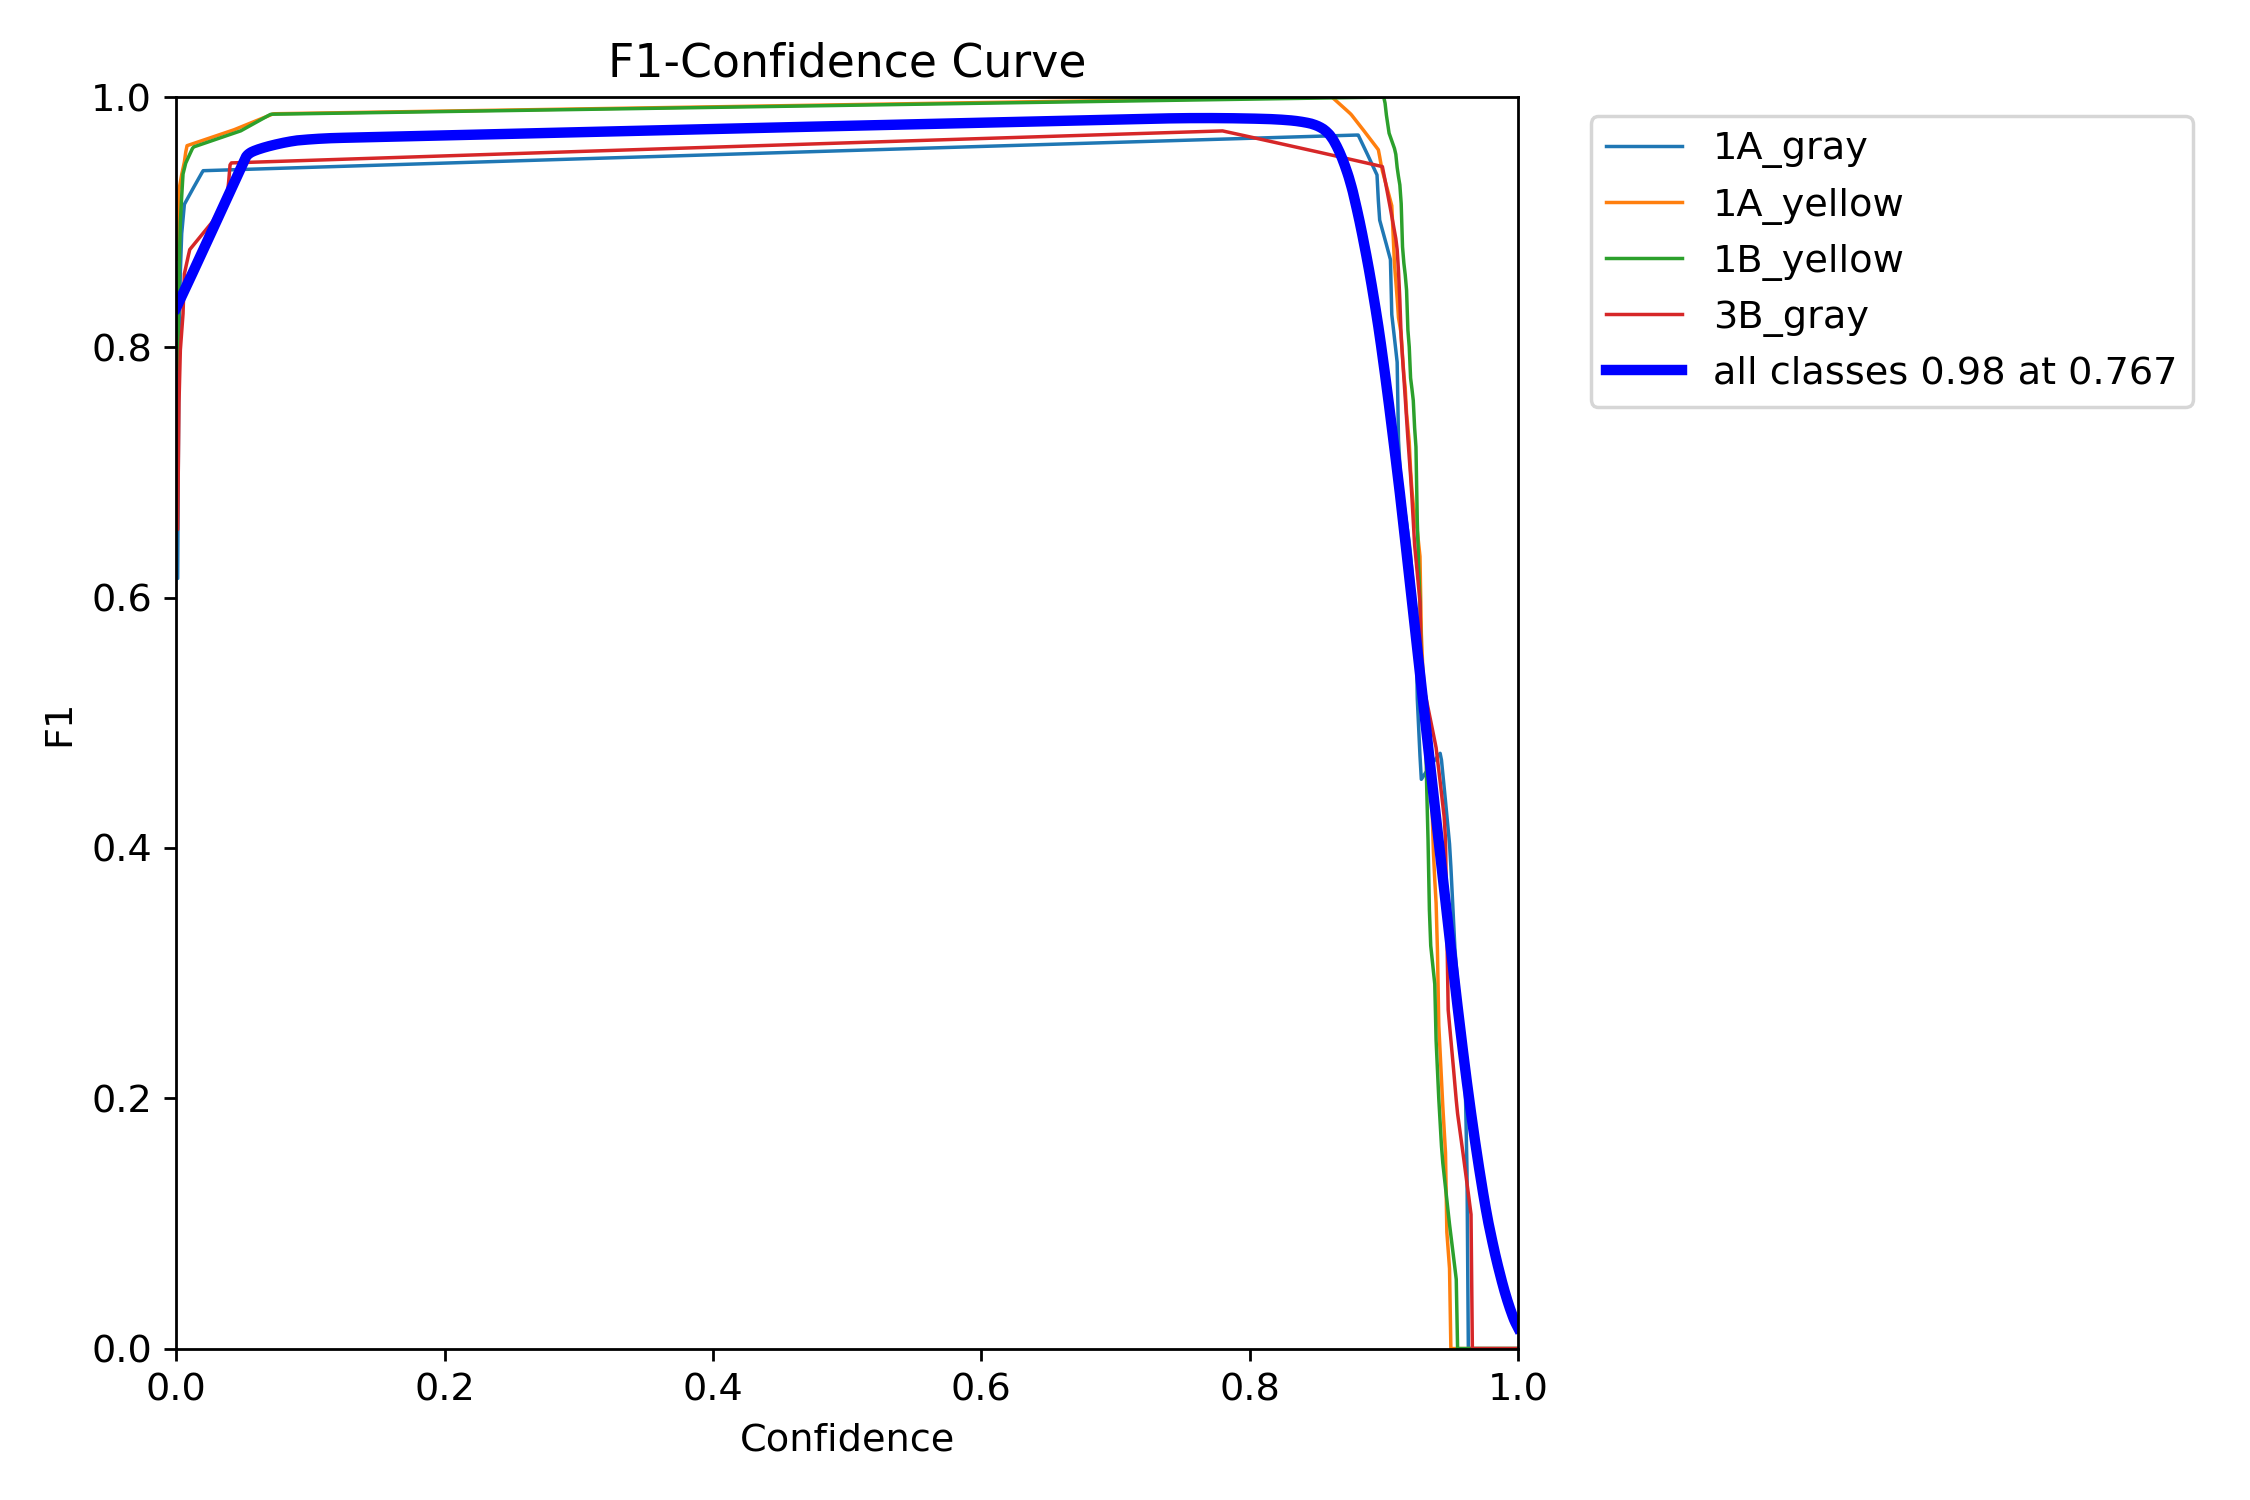 F1-Confidence Curve
1.0
0.8
0.6
0.4
0.2
0.0
F1
0.0 0.2 0.4 0.6 0.8 1.0
Confidence
1A_gray
1A_yellow
1B_yellow
3B_gray
all classes 0.98 at 0.767